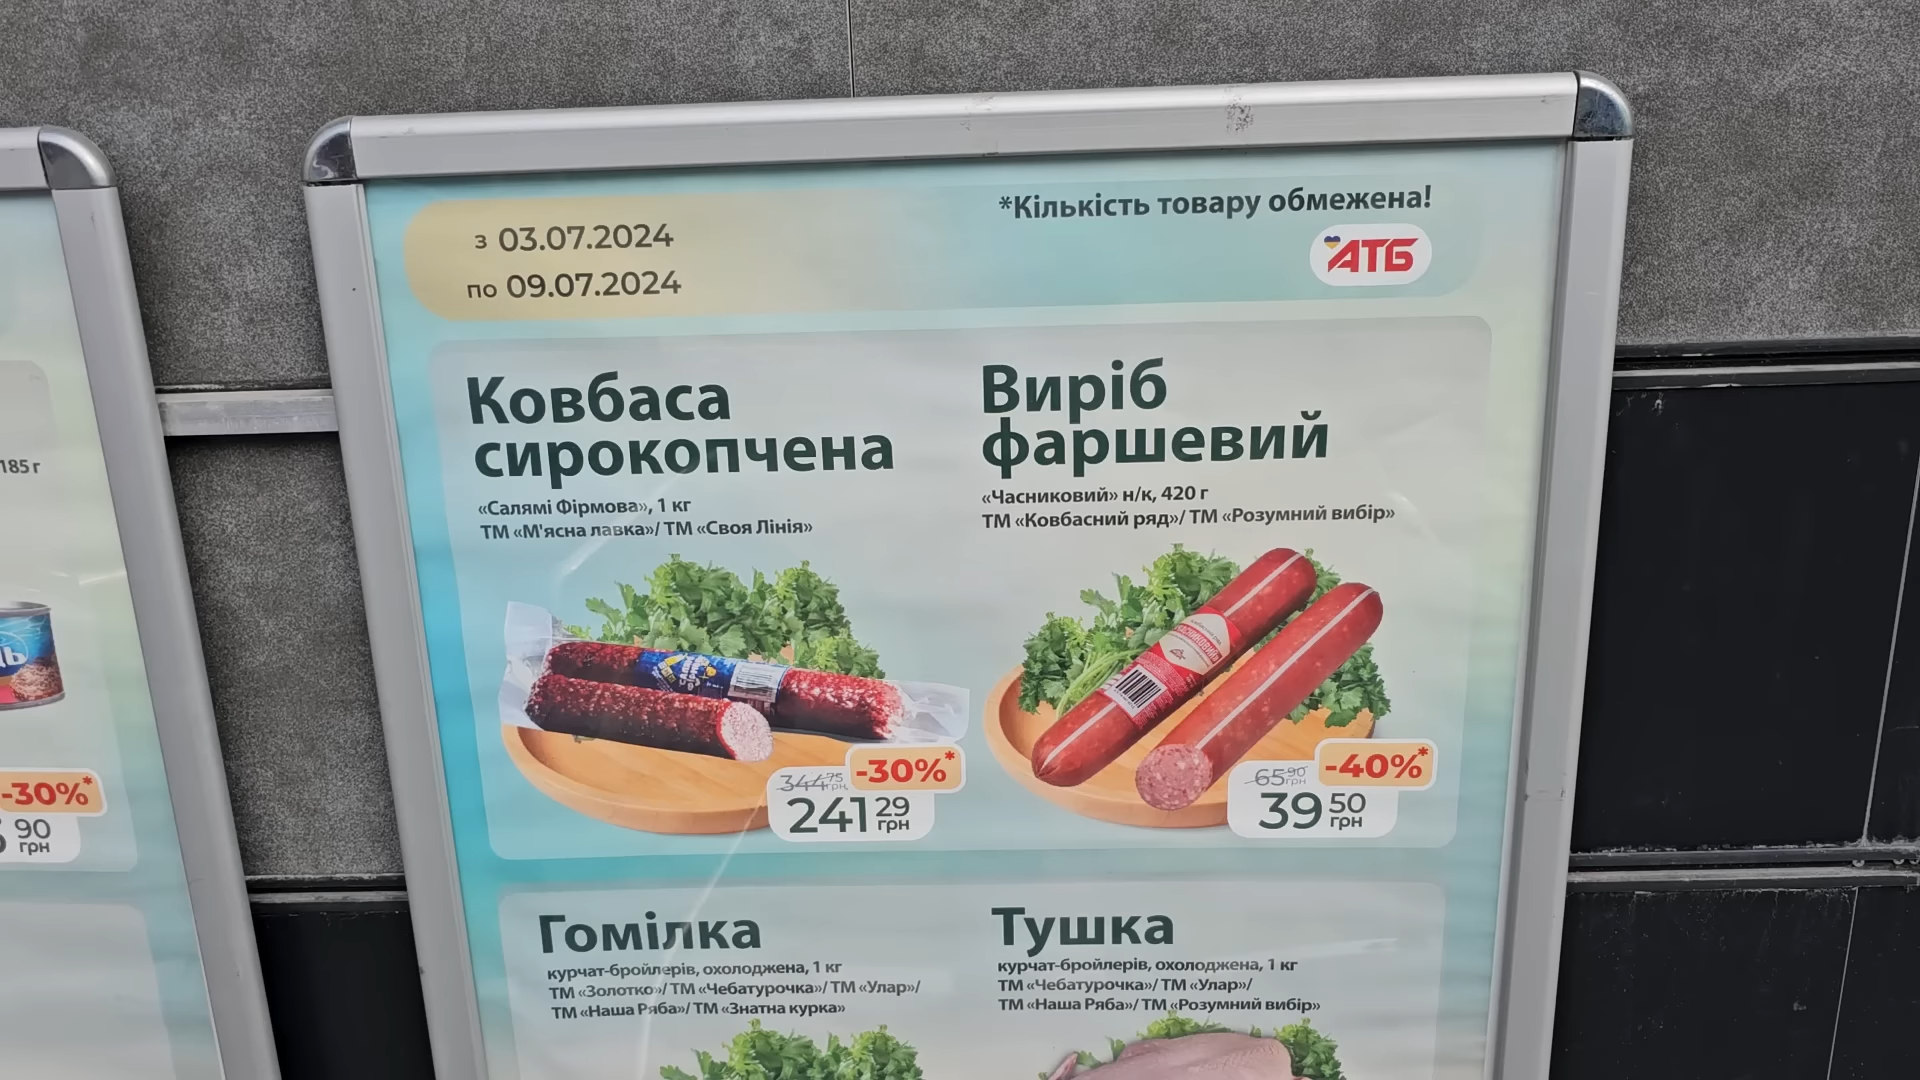 з 03.07.2024
по 09.07.2024
*Кількість товару обмежена!
АТБ
Ковбаса
сирокопчена
«Салямі Фірмова», 1 кг
ТМ «М'ясна лавка»/ ТМ «Своя Лінія»
344 75 грн
-30%*
241 29 грн
Виріб
фаршевий
«Часниковий» н/к, 420 г
ТМ «Ковбасний ряд»/ ТМ «Розумний вибір»
65 90 грн
-40%*
39 50 грн
Гомілка
курчат-бройлерів, охолоджена, 1 кг
ТМ «Золотко»/ ТМ «Чебатурочка»/ ТМ «Улар»/
ТМ «Наша Ряба»/ ТМ «Знатна курка»
Тушка
курчат-бройлерів, охолоджена, 1 кг
ТМ «Чебатурочка»/ ТМ «Улар»/
ТМ «Наша Ряба»/ ТМ «Розумний вибір»
185 г
-30%*
90 грн